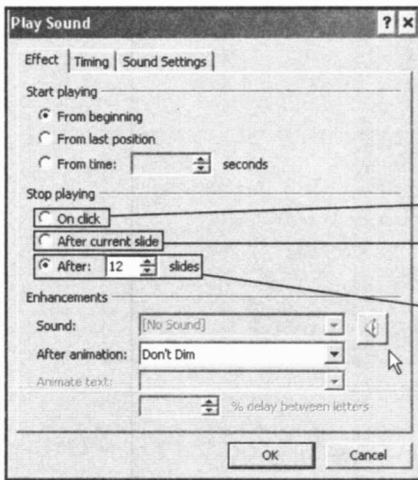 Play Sound
Effect Timing Sound Settings
Start playing
From beginning
From last position
From time: seconds
Stop playing
On click
After current slide
After: 12 slides
Enhancements
Sound: [No Sound]
After animation: Don't Dim
Animate text:
% delay between letters
OK Cancel